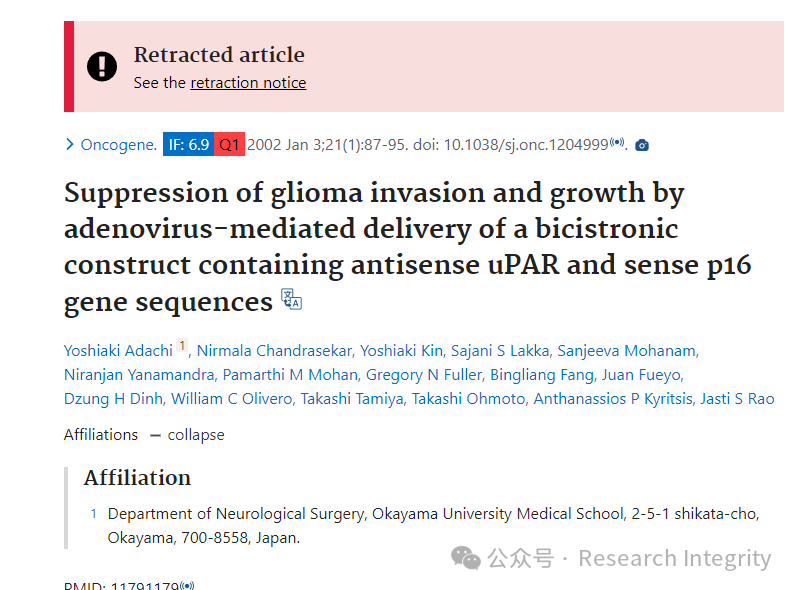 Retracted article
See the retraction notice
Oncogene. IF: 6.9 Q1 2002 Jan 3;21(1):87-95. doi: 10.1038/sj.onc.1204999.
Suppression of glioma invasion and growth by
adenovirus-mediated delivery of a bicistronic
construct containing antisense uPAR and sense p16
gene sequences
Yoshiaki Adachi 1, Nirmala Chandrasekar, Yoshiaki Kin, Sajani S Lakka, Sanjeeva Mohanam,
Niranjan Yanamandra, Pamarthi M Mohan, Gregory N Fuller, Bingliang Fang, Juan Fueyo,
Dzung H Dinh, William C Olivero, Takashi Tamiya, Takashi Ohmoto, Anthanassios P Kyritsis, Jasti S Rao
Affiliations — collapse
Affiliation
1 Department of Neurological Surgery, Okayama University Medical School, 2-5-1 shikata-cho,
Okayama, 700-8558, Japan.
公众号 · Research Integrity
PMID: 11791179